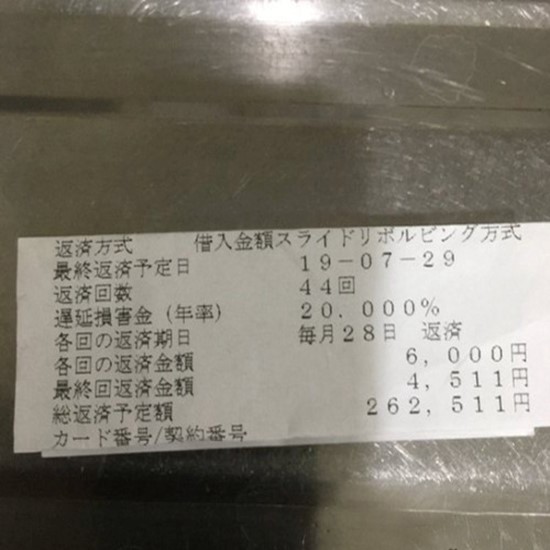 返済方式 借入金額スライドリボルビング方式
最終返済予定日 19-07-29
返済回数 44回
遅延損害金(年率) 20.000%
各回の返済期日 毎月28日 返済
各回の返済金額 6,000円
最終回返済金額 4,511円
総返済予定額 262,511円
カード番号/契約番号